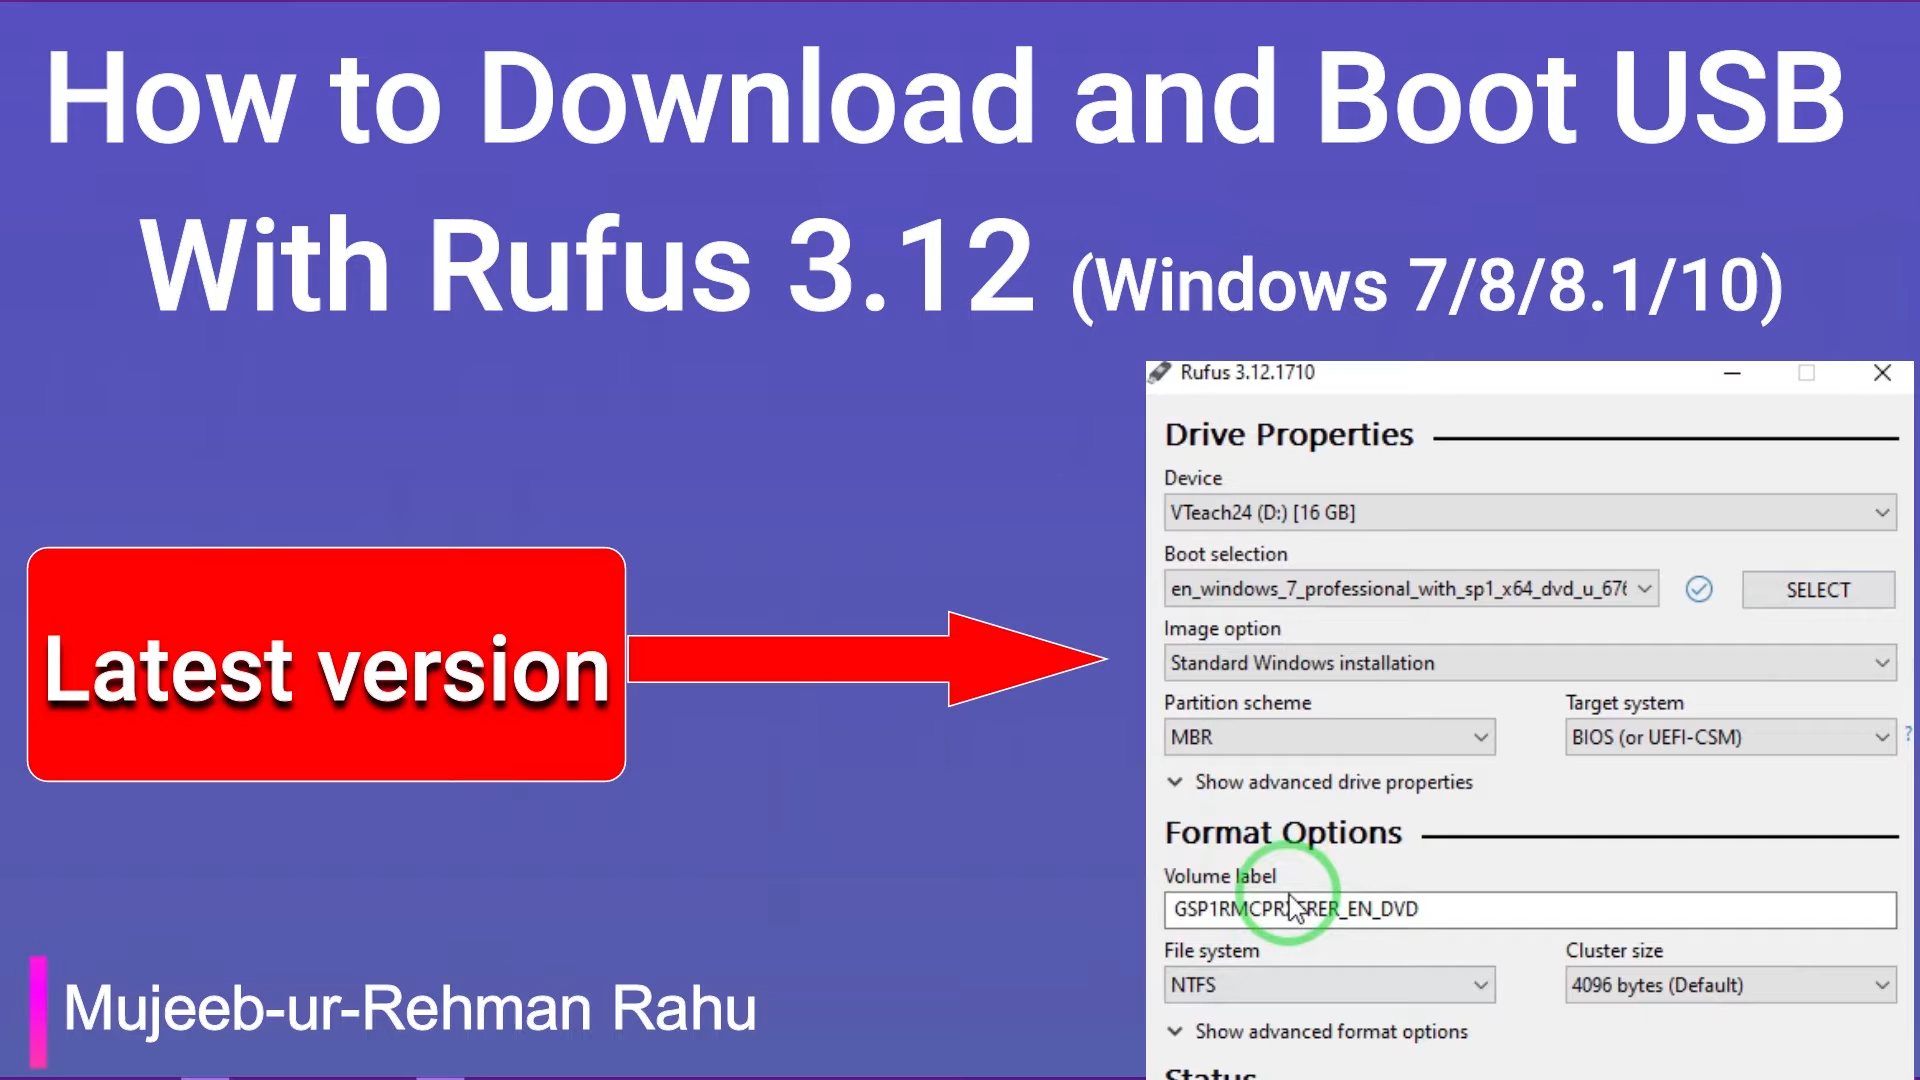 How to Download and Boot USB
With Rufus 3.12 (Windows 7/8/8.1/10)
Latest version
Mujeeb-ur-Rehman Rahu
Rufus 3.12.1710
Drive Properties
Device
VTeach24 (D:) [16 GB]
Boot selection
en_windows_7_professional_with_sp1_x64_dvd_u_676 SELECT
Image option
Standard Windows installation
Partition scheme Target system
MBR BIOS (or UEFI-CSM) ?
Show advanced drive properties
Format Options
Volume label
File system Cluster size
NTFS 4096 bytes (Default)
Show advanced format options
Status